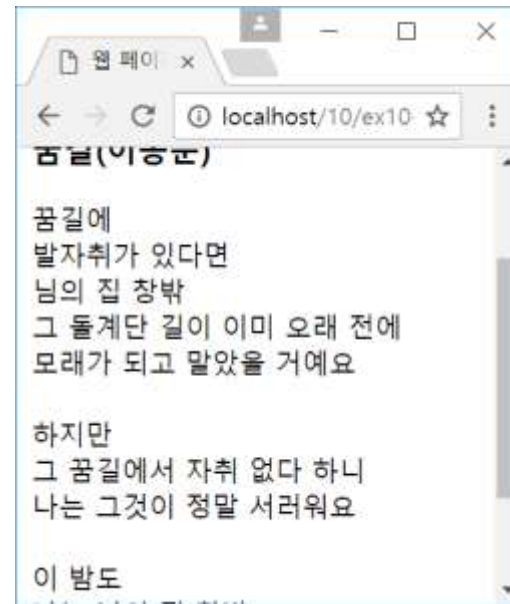 웹 페이
localhost/10/ex10
꿈길에
발자취가 있다면
님의 집 창밖
그 돌계단 길이 이미 오래 전에
모래가 되고 말았을 거예요
하지만
그 꿈길에서 자취 없다 하니
나는 그것이 정말 서러워요
이 밤도